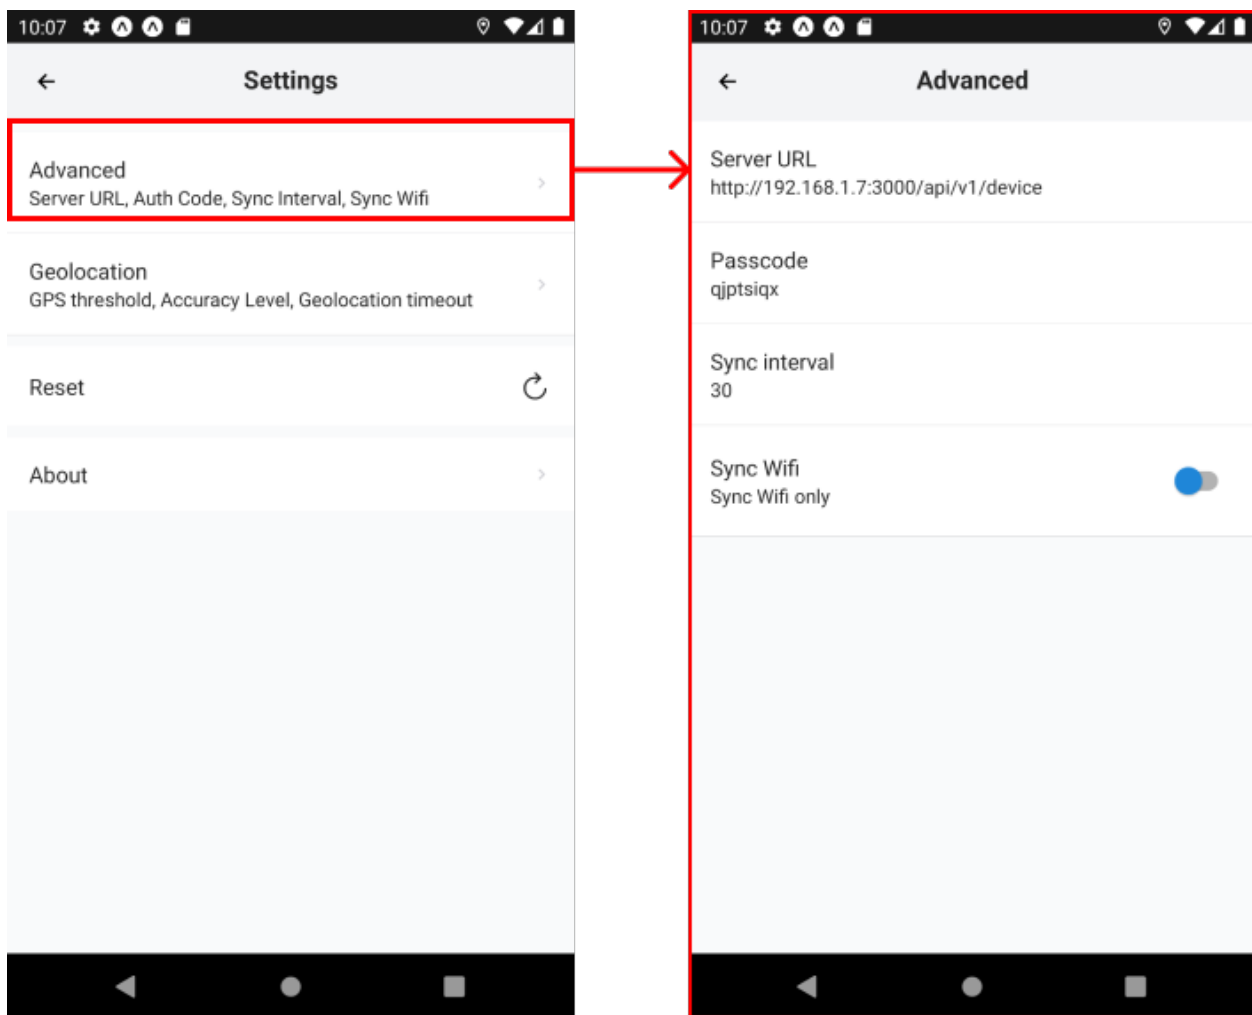 10:07
Settings
Advanced
Server URL, Auth Code, Sync Interval, Sync Wifi
Geolocation
GPS threshold, Accuracy Level, Geolocation timeout
Reset
About
10:07
Advanced
Server URL
http://192.168.1.7:3000/api/v1/device
Passcode
qjptsiqx
Sync interval
30
Sync Wifi
Sync Wifi only